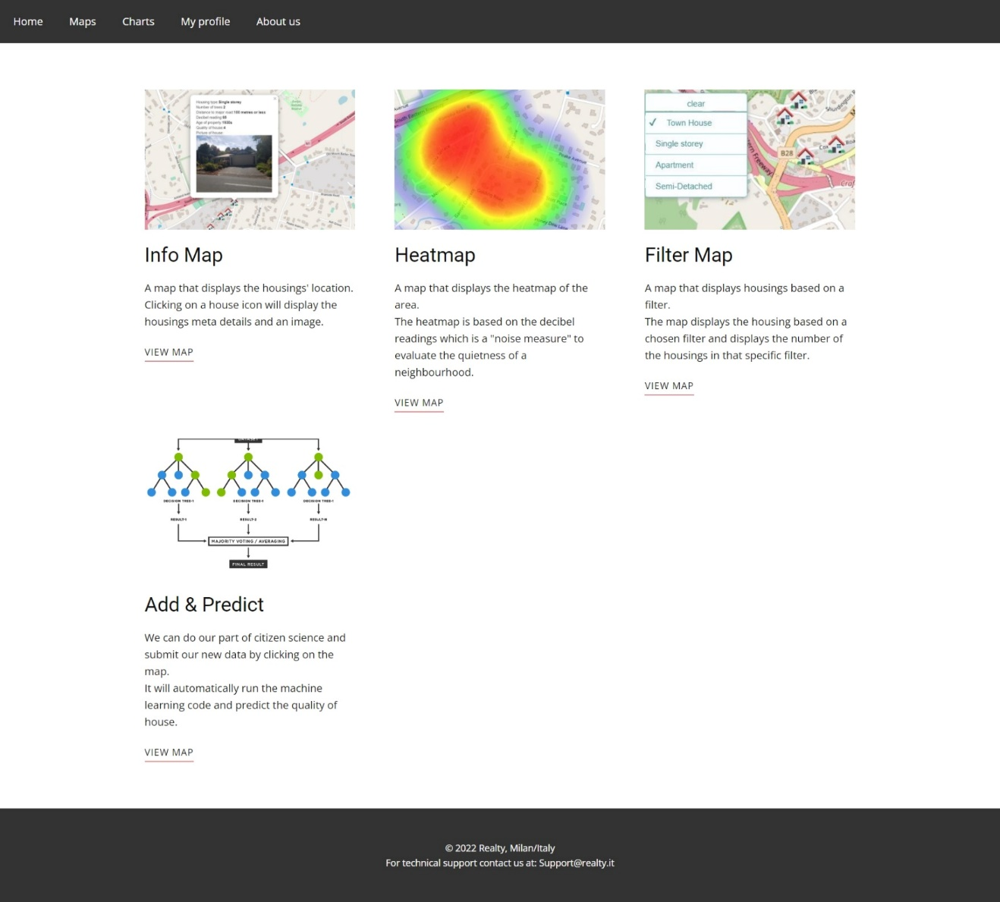 Home Maps Charts My profile About us
Housing type Single storey
Number of trees 2
Distance to major road 100 metres or less
Decibel reading 65
Age of property 1930s
Quality of house 4
Picture of house:
clear
✓ Town House
Single storey
Apartment
Semi-Detached
B28
Info Map
A map that displays the housings' location.
Clicking on a house icon will display the
housings meta details and an image.
VIEW MAP
Heatmap
A map that displays the heatmap of the
area.
The heatmap is based on the decibel
readings which is a "noise measure" to
evaluate the quietness of a
neighbourhood.
VIEW MAP
Filter Map
A map that displays housings based on a
filter.
The map displays the housing based on a
chosen filter and displays the number of
the housings in that specific filter.
VIEW MAP
DECISION TREE-1 DECISION TREE-1 DECISION TREE-1
RESULT-1 RESULT-2 RESULT-N
MAJORITY VOTING / AVERAGING
FINAL RESULT
Add & Predict
We can do our part of citizen science and
submit our new data by clicking on the
map.
It will automatically run the machine
learning code and predict the quality of
house.
VIEW MAP
© 2022 Realty, Milan/Italy
For technical support contact us at: Support@realty.it